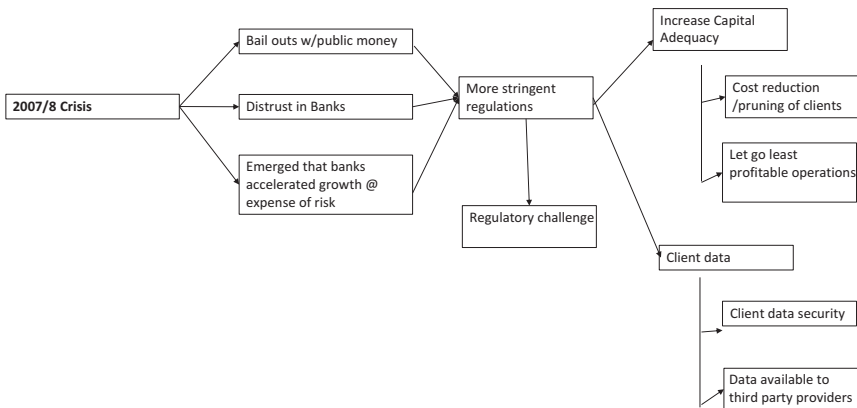 2007/8 Crisis
Bail outs w/public money
Distrust in Banks
Emerged that banks
accelerated growth @
expense of risk
More stringent
regulations
Regulatory challenge
Increase Capital
Adequacy
Cost reduction
/pruning of clients
Let go least
profitable operations
Client data
Client data security
Data available to
third party providers